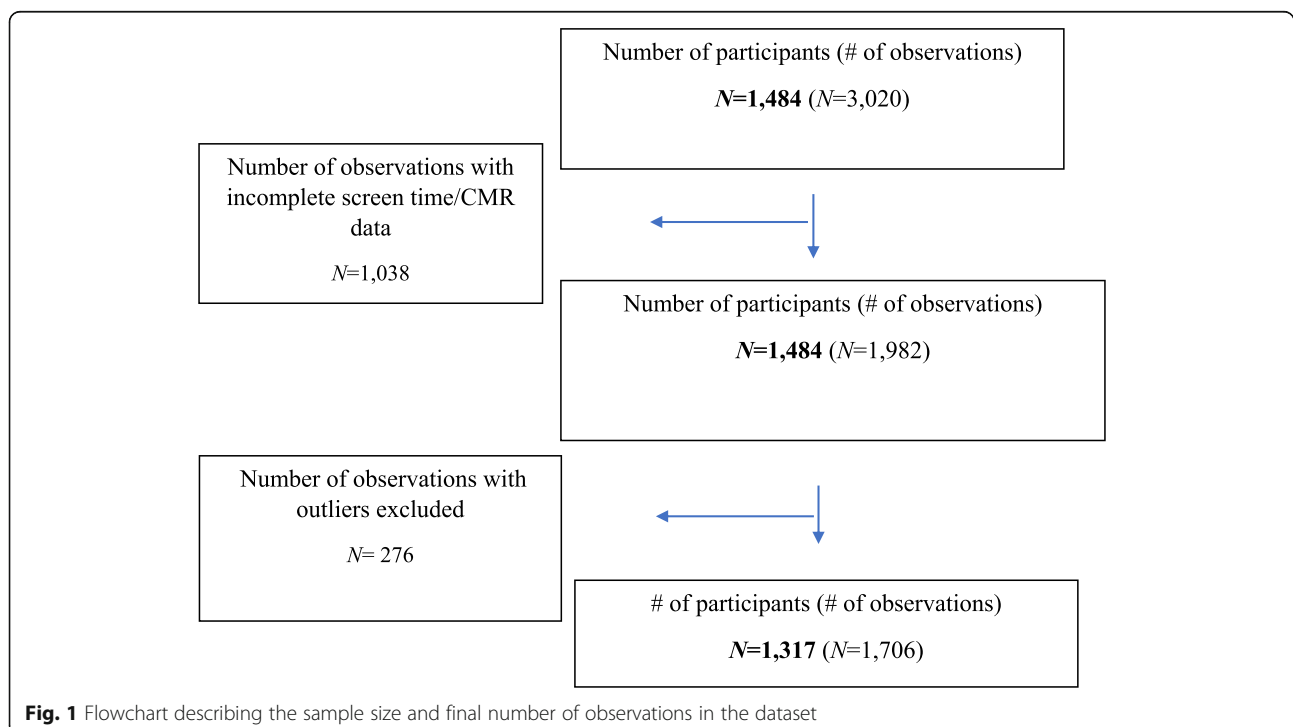 Number of participants (# of observations)
N=1,484 (N=3,020)
Number of observations with
incomplete screen time/CMR
data
N=1,038
Number of participants (# of observations)
N=1,484 (N=1,982)
Number of observations with
outliers excluded
N= 276
# of participants (# of observations)
N=1,317 (N=1,706)
Fig. 1 Flowchart describing the sample size and final number of observations in the dataset